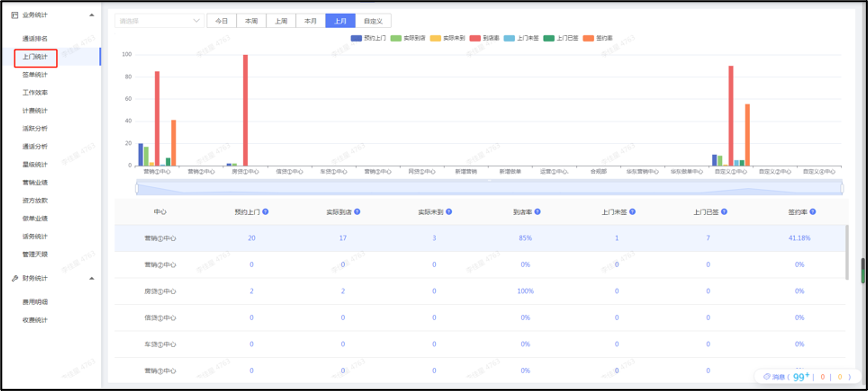 业务统计
请选择 今日 本周 上周 本月 上月 自定义
通话排名
预约上门 实际到店 实际未到 到店率 上门未签 上门已签 签约率
上门统计
签单统计
工作效率
计费统计
活跃分析
通话分析
星级统计
营销业绩
资方放款
做单业绩
话务统计
管理天眼
财务统计
费用明细
收费统计
100
80
60
40
20
0
营销①中心 营销②中心 房贷①中心 信贷①中心 车贷①中心 营销①中心 民贷①中心 新增营销 新增做单 运营①中心 合规部 华东营销中心 华东做单中心 自定义①中心 自定义②中心 自定义②中心
中心 预约上门 实际到店 实际未到 到店率 上门未签 上门已签 签约率
营销①中心 20 17 3 85% 1 7 41.18%
营销②中心 0 0 0 0% 0 0 0%
房贷①中心 2 2 0 100% 0 0 0%
信贷①中心 0 0 0 0% 0 0 0%
车贷①中心 0 0 0 0% 0 0 0%
营销①中心 0 0 0 0% 0 0 0%
消息 ( 99+ | 0 | 0 )